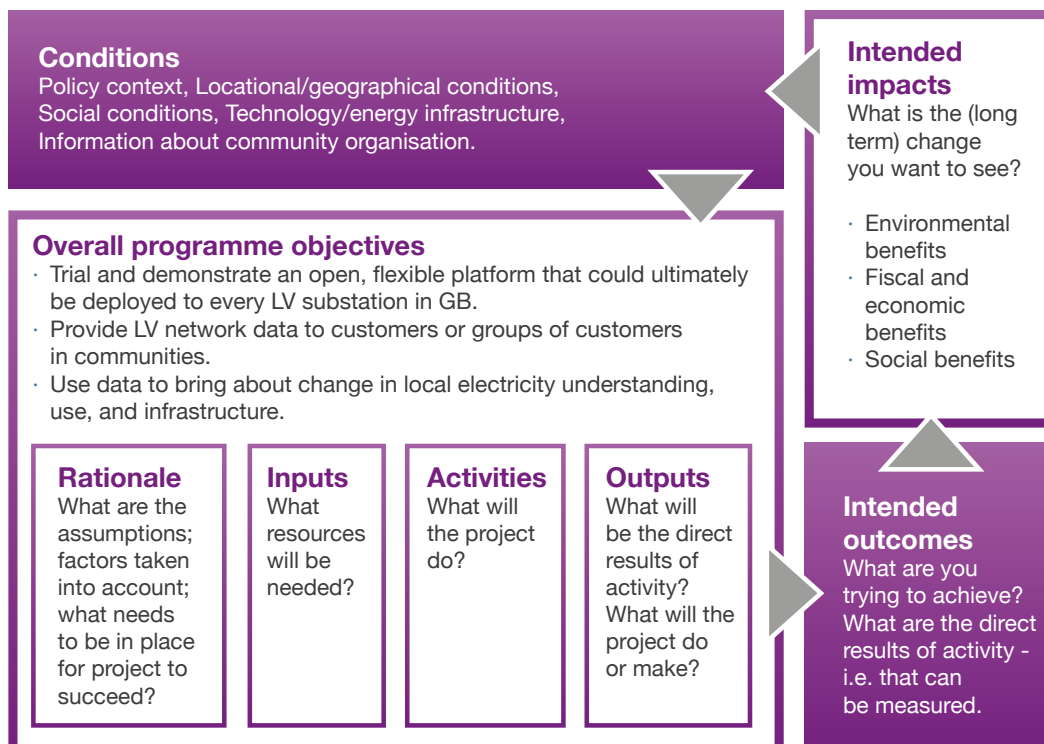 Conditions
Policy context, Locational/geographical conditions,
Social conditions, Technology/energy infrastructure,
Information about community organisation.
Overall programme objectives
· Trial and demonstrate an open, flexible platform that could ultimately
be deployed to every LV substation in GB.
· Provide LV network data to customers or groups of customers
in communities.
· Use data to bring about change in local electricity understanding,
use, and infrastructure.
Rationale
What are the
assumptions;
factors taken
into account;
what needs
to be in place
for project to
succeed?
Inputs
What
resources
will be
needed?
Activities
What will
the project
do?
Outputs
What will
be the direct
results of
activity?
What will the
project do
or make?
Intended
outcomes
What are you
trying to achieve?
What are the direct
results of activity -
i.e. that can
be measured.
Intended
impacts
What is the (long
term) change
you want to see?
· Environmental
benefits
· Fiscal and
economic
benefits
· Social benefits